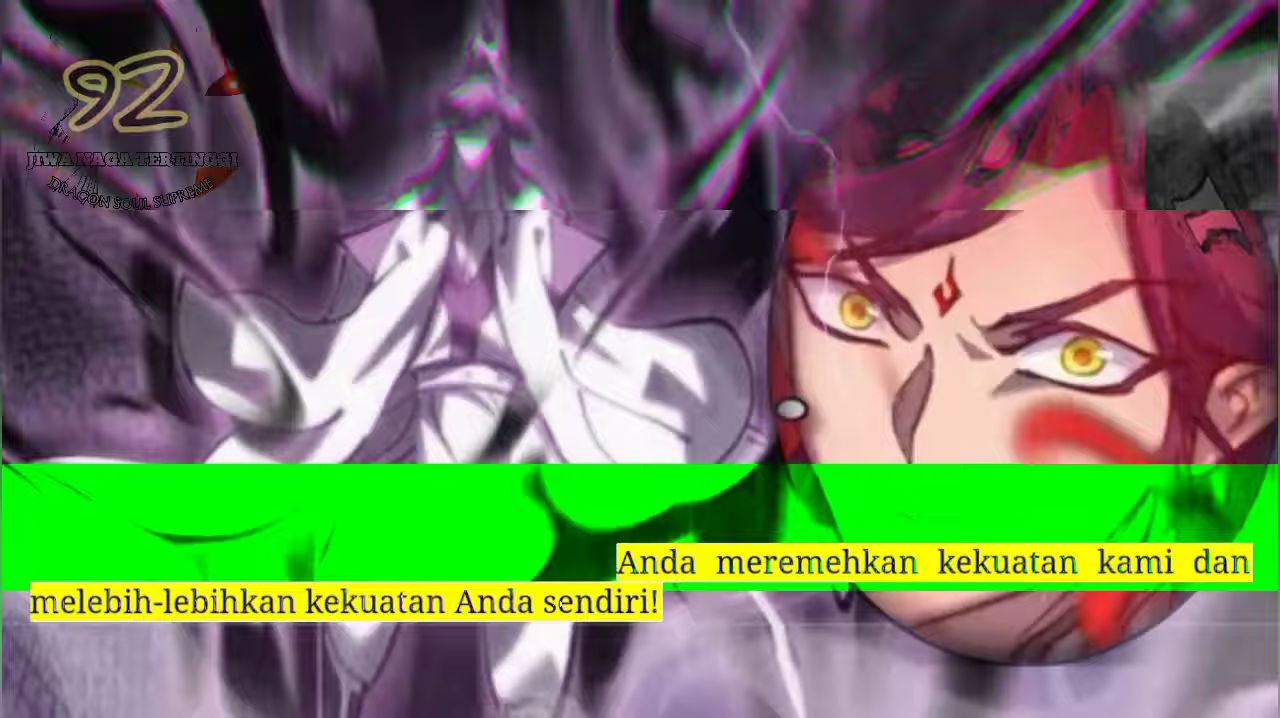 92
JIWA NAGA TERTINGGI
DRAGON SOUL SUPREME
Anda meremehkan kekuatan kami dan
melebih-lebihkan kekuatan Anda sendiri!